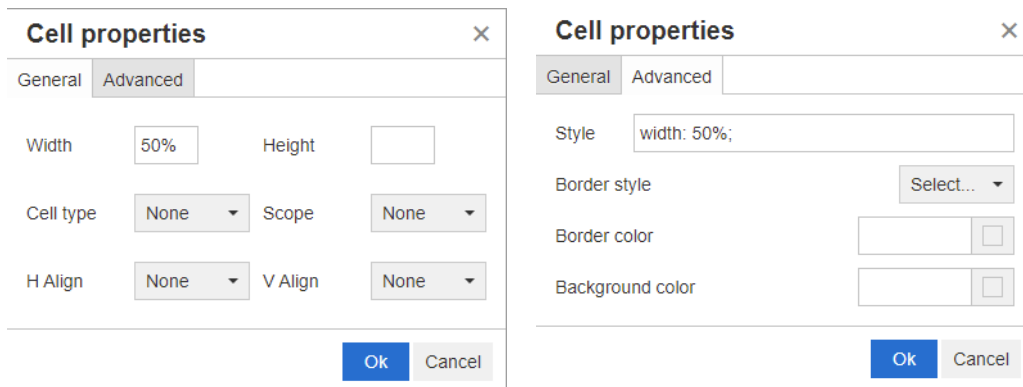 Cell properties
General Advanced
Width 50% Height
Cell type None Scope None
H Align None V Align None
Ok Cancel
Cell properties
General Advanced
Style width: 50%;
Border style Select...
Border color
Background color
Ok Cancel